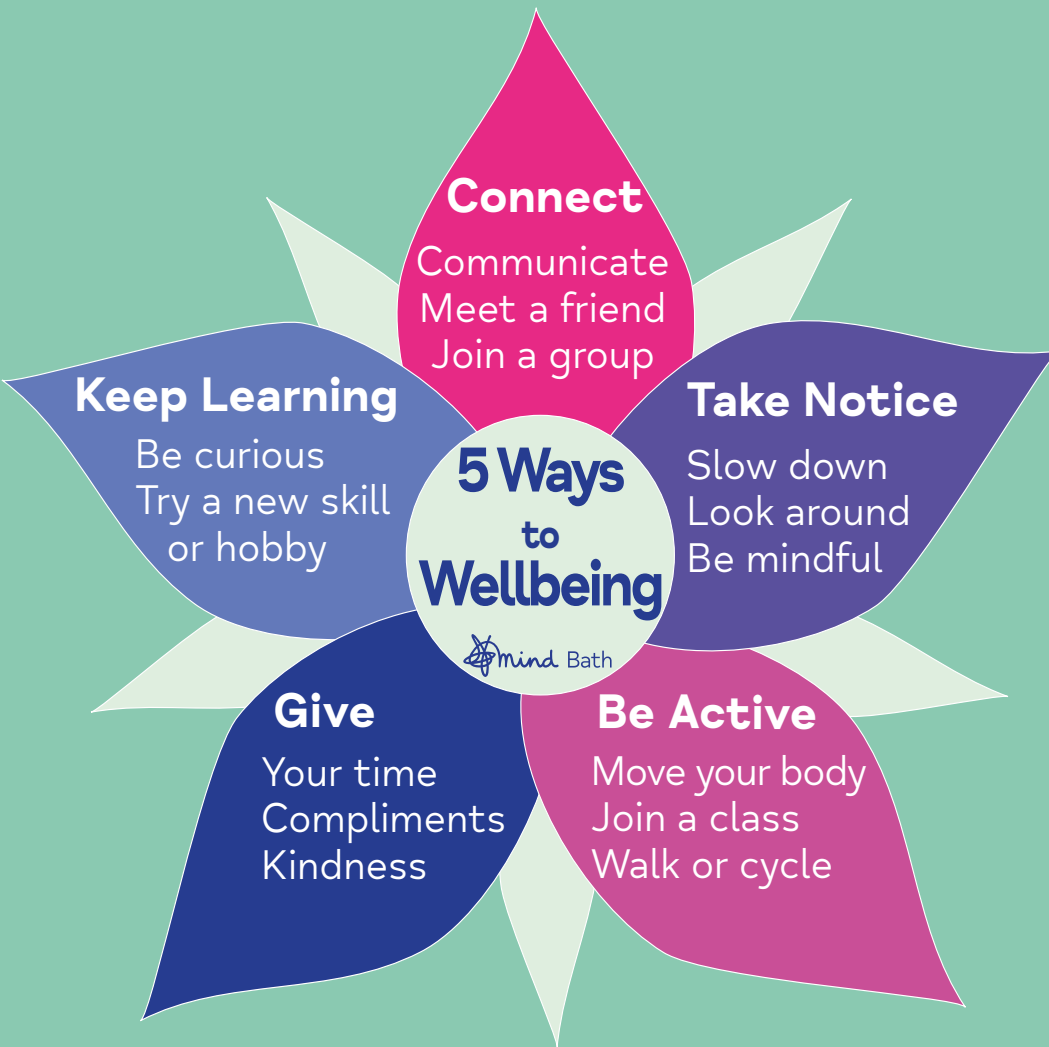 Connect
Communicate
Meet a friend
Join a group
Keep Learning
Be curious
Try a new skill
or hobby
Take Notice
Slow down
Look around
Be mindful
5 Ways
to
Wellbeing
mind Bath
Give
Your time
Compliments
Kindness
Be Active
Move your body
Join a class
Walk or cycle